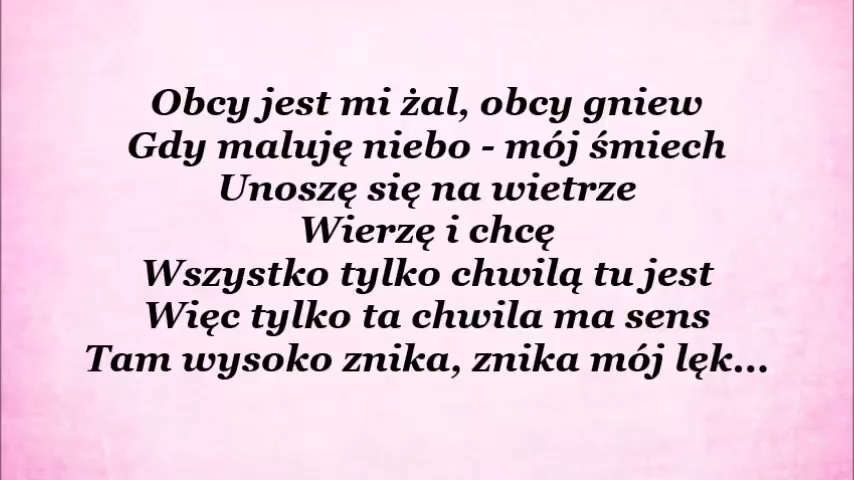 Obcy jest mi żal, obcy gniew
Gdy maluję niebo - mój śmiech
Unoszę się na wietrze
Wierzę i chcę
Wszystko tylko chwilą tu jest
Więc tylko ta chwila ma sens
Tam wysoko znika, znika mój lęk...